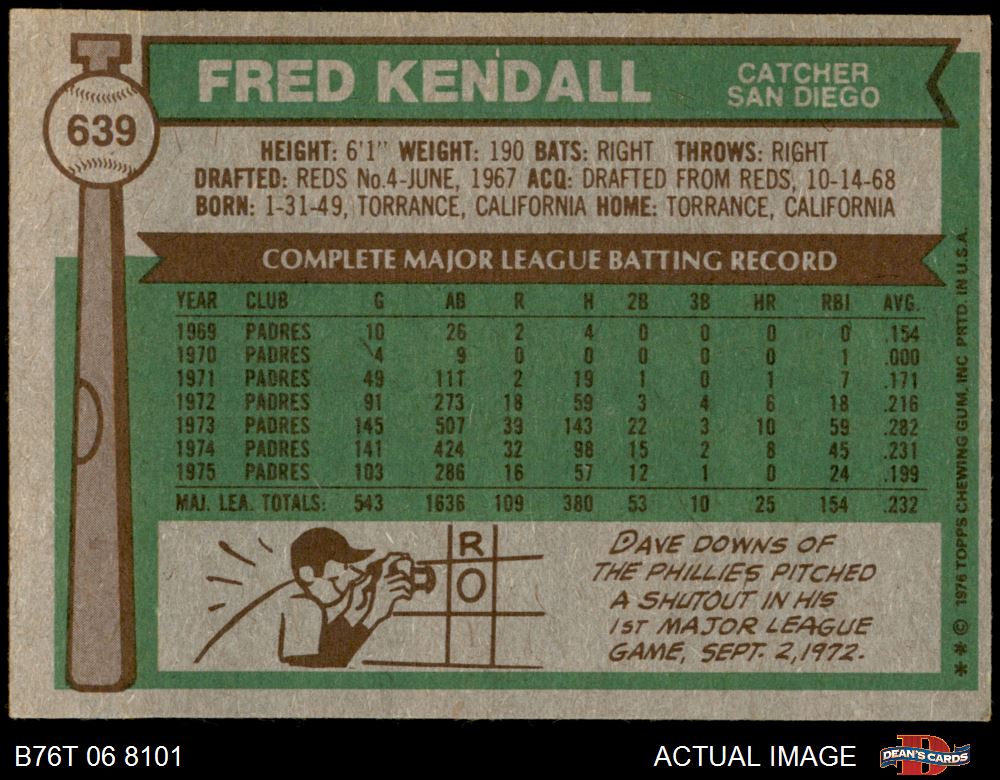 639
FRED KENDALL
CATCHER
SAN DIEGO
HEIGHT: 6'1" WEIGHT: 190 BATS: RIGHT THROWS: RIGHT
DRAFTED: REDS No.4-JUNE, 1967 ACQ: DRAFTED FROM REDS, 10-14-68
BORN: 1-31-49, TORRANCE, CALIFORNIA HOME: TORRANCE, CALIFORNIA
COMPLETE MAJOR LEAGUE BATTING RECORD
YEAR CLUB G AB R H 2B 3B HR RBI AVG.
1969 PADRES 10 26 2 4 0 0 0 0 .154
1970 PADRES 4 9 0 0 0 0 0 1 .000
1971 PADRES 49 111 2 19 1 0 1 7 .171
1972 PADRES 91 273 18 59 3 4 6 18 .216
1973 PADRES 145 507 39 143 22 3 10 59 .282
1974 PADRES 141 424 32 98 15 2 8 45 .231
1975 PADRES 103 286 16 57 12 1 0 24 .199
MAJ. LEA. TOTALS: 543 1636 109 380 53 10 25 154 .232
R
O
DAVE DOWNS OF
THE PHILLIES PITCHED
A SHUTOUT IN HIS
1ST MAJOR LEAGUE
GAME, SEPT. 2, 1972.
* * © 1976 TOPPS CHEWING GUM, INC PRTD. IN U.S.A.
B76T 06 8101
ACTUAL IMAGE
DEAN'S CARDS